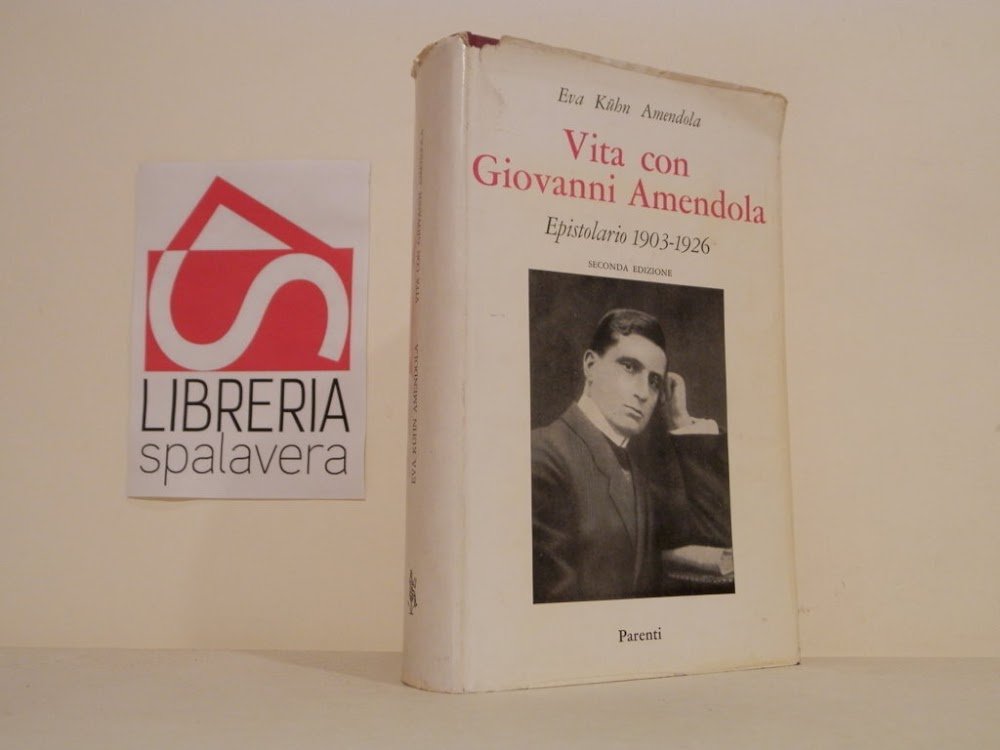 LIBRERIA
spalavera
EVA KÜHN AMENDOLA VITA CON GIOVANNI AMENDOLA
Eva Kühn Amendola
Vita con
Giovanni Amendola
Epistolario 1903-1926
SECONDA EDIZIONE
Parenti